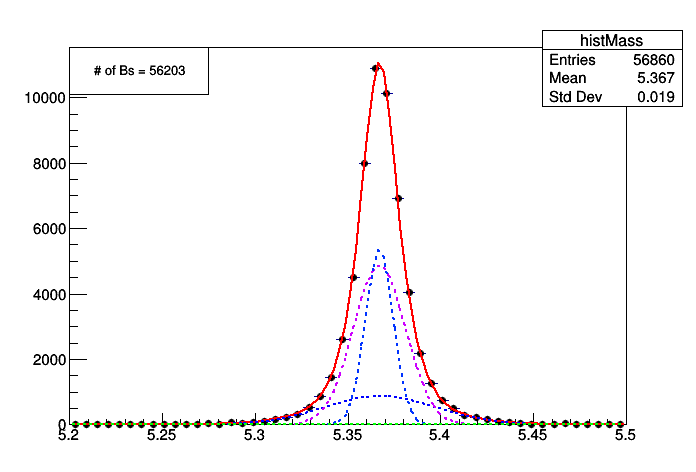 histMass
Entries 56860
Mean 5.367
Std Dev 0.019
# of Bs = 56203
10000
8000
6000
4000
2000
0
5.2 5.25 5.3 5.35 5.4 5.45 5.5